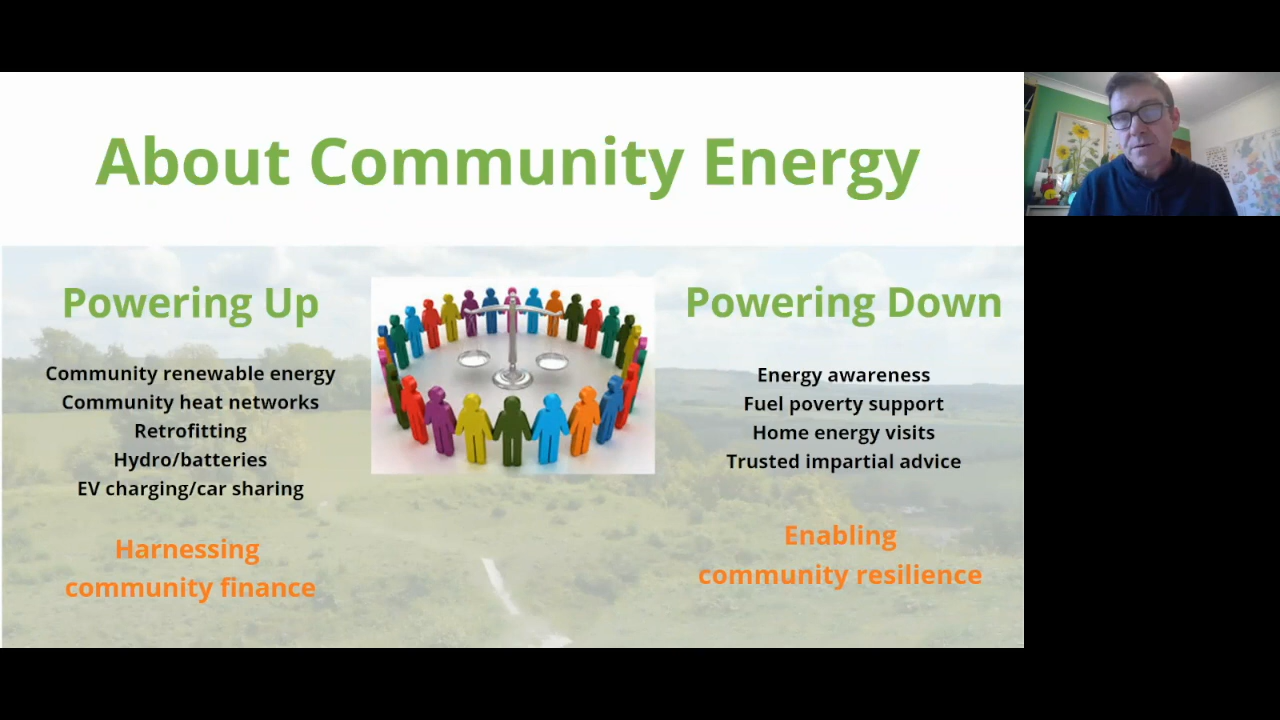 About Community Energy
Powering Up
Community renewable energy
Community heat networks
Retrofitting
Hydro/batteries
EV charging/car sharing
Harnessing
community finance
Powering Down
Energy awareness
Fuel poverty support
Home energy visits
Trusted impartial advice
Enabling
community resilience